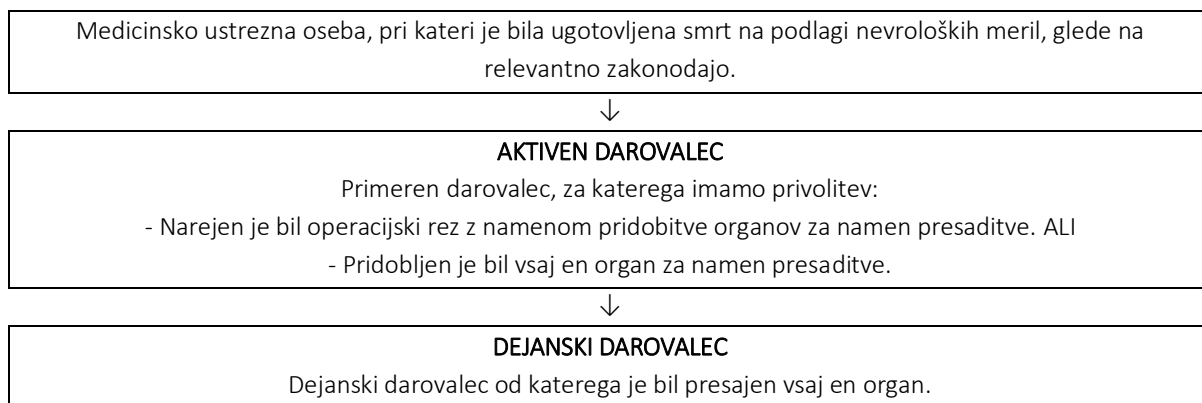 Medicinsko ustrezna oseba, pri kateri je bila ugotovljena smrt na podlagi nevroloških meril, glede na
relevantno zakonodajo.
↓
AKTIVEN DAROVALEC
Primeren darovalec, za katerega imamo privolitev:
- Narejen je bil operacijski rez z namenom pridobitve organov za namen presaditve. ALI
- Pridobljen je bil vsaj en organ za namen presaditve.
↓
DEJANSKI DAROVALEC
Dejanski darovalec od katerega je bil presajen vsaj en organ.